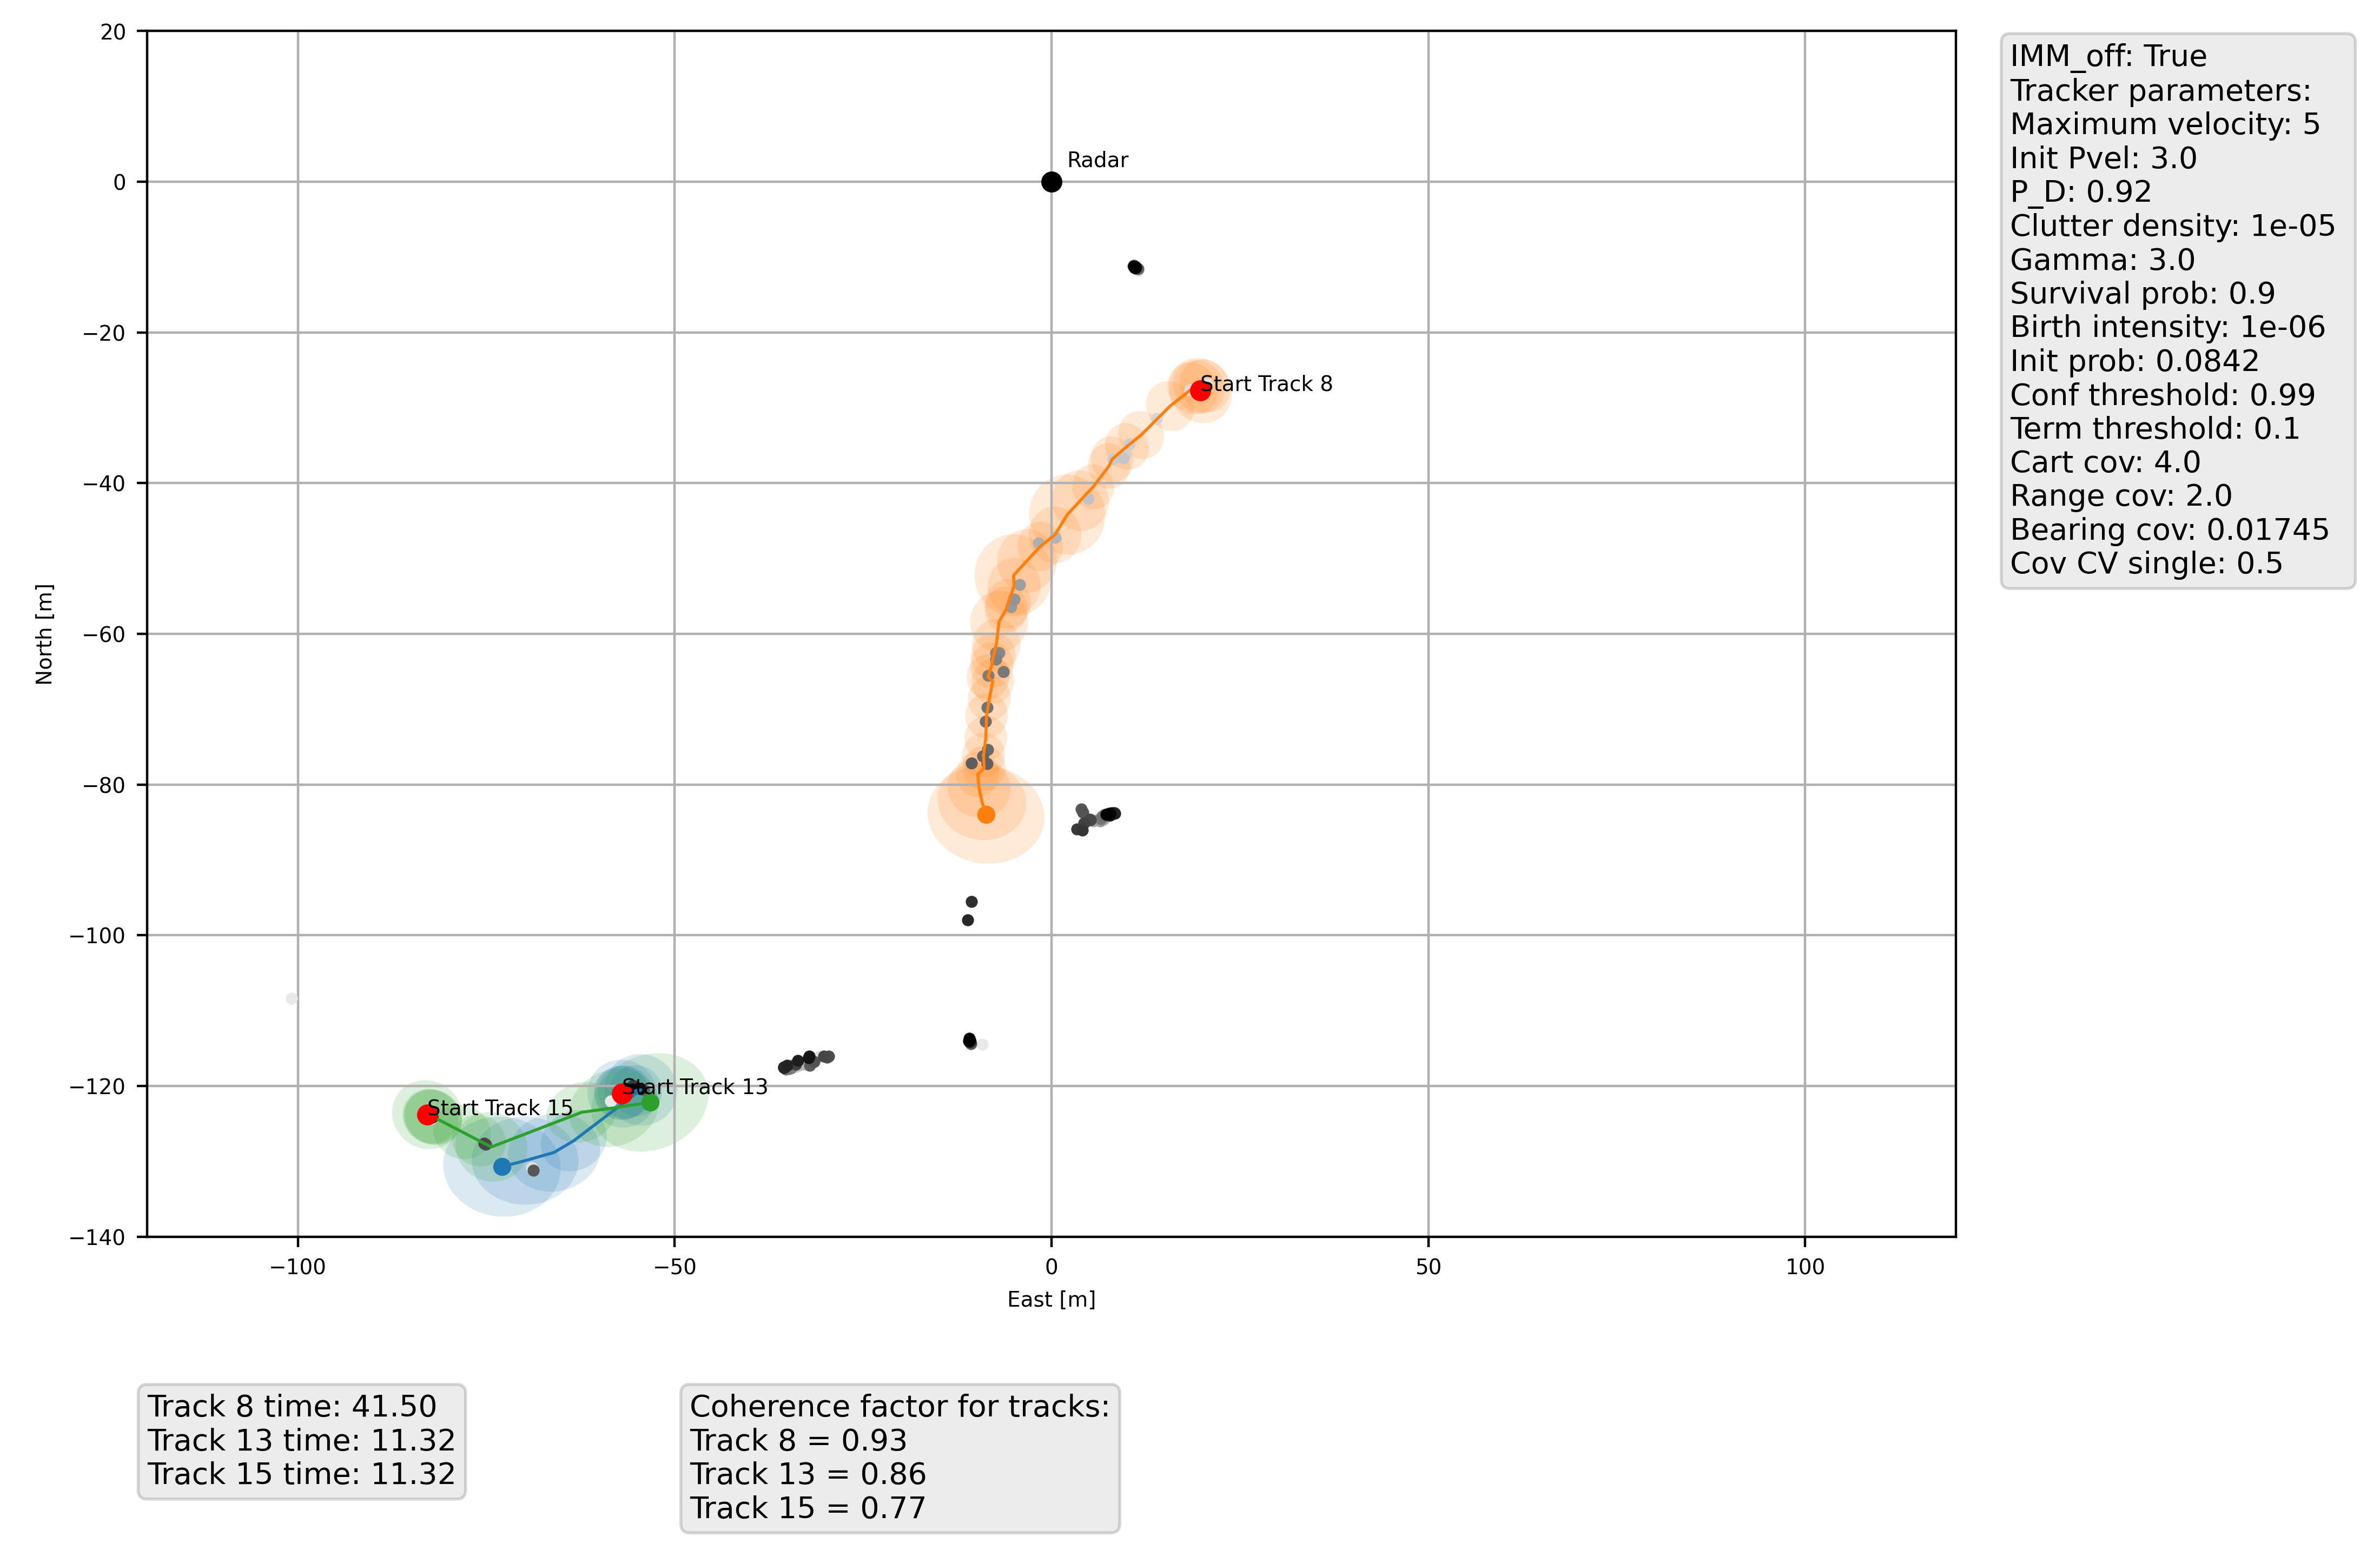 20
0
−20
−40
−60
−80
−100
−120
−140
North [m]
−100
−50
0
50
100
East [m]
Radar
Start Track 8
Start Track 13
Start Track 15
IMM_off: True
Tracker parameters:
Maximum velocity: 5
Init Pvel: 3.0
P_D: 0.92
Clutter density: 1e-05
Gamma: 3.0
Survival prob: 0.9
Birth intensity: 1e-06
Init prob: 0.0842
Conf threshold: 0.99
Term threshold: 0.1
Cart cov: 4.0
Range cov: 2.0
Bearing cov: 0.01745
Cov CV single: 0.5
Track 8 time: 41.50
Track 13 time: 11.32
Track 15 time: 11.32
Coherence factor for tracks:
Track 8 = 0.93
Track 13 = 0.86
Track 15 = 0.77